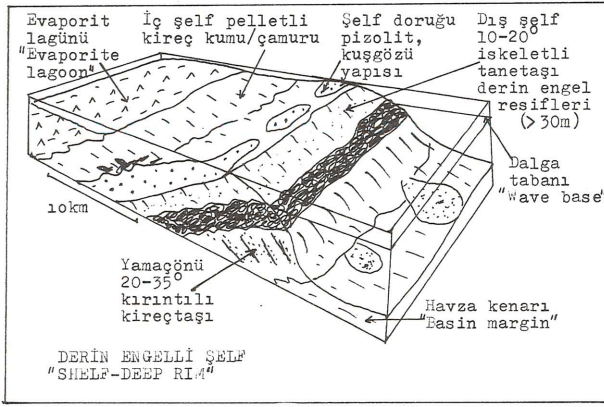 Evaporit
lagünü
"Evaporite
lagoon"
İç şelf pelletli
kireç kumu/çamuru
Şelf doruğu
pizolit,
kuşgözü
yapısı
Dış şelf
10-20°
iskeletli
tanetaşı
derin engel
resifleri
(>30m)
Dalga
tabanı
"Wave base"
10km
Yamaçönü
20-35°
kırıntılı
kireçtaşı
Havza kenarı
"Basin margin"
DERİN ENGELLİ ŞELF
"SHELF-DEEP RIM"